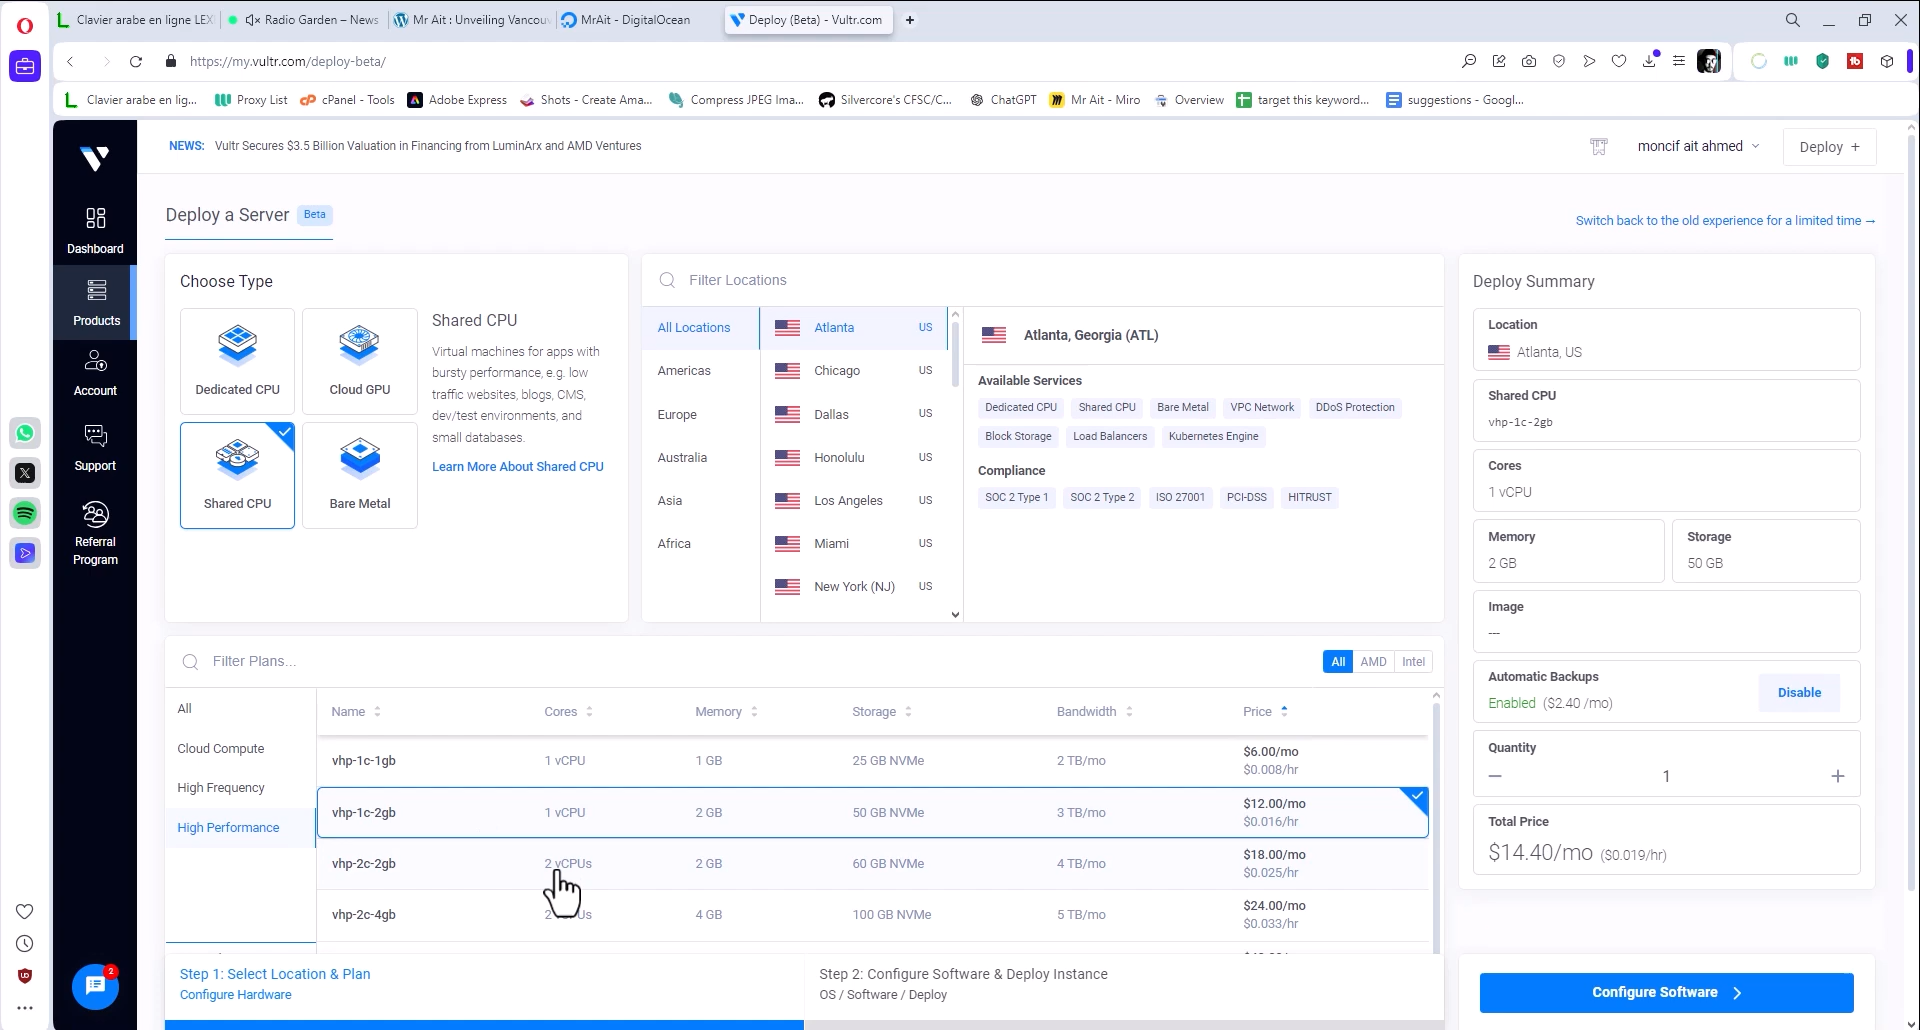 Clavier arabe en ligne LEX
Radio Garden – News
Mr Ait : Unveiling Vancouv
MrAit - DigitalOcean
Deploy (Beta) - Vultr.com
https://my.vultr.com/deploy-beta/
Clavier arabe en lig...
Proxy List
cPanel - Tools
Adobe Express
Shots - Create Ama...
Compress JPEG Ima...
Silvercore's CFSC/C...
ChatGPT
Mr Ait - Miro
Overview
target this keyword...
suggestions - Googl...
NEWS: Vultr Secures $3.5 Billion Valuation in Financing from LuminArx and AMD Ventures
moncif ait ahmed
Deploy +
Dashboard
Products
Account
Support
Referral
Program
2
Deploy a Server Beta
Switch back to the old experience for a limited time →
Choose Type
Dedicated CPU
Cloud GPU
Shared CPU
Bare Metal
Shared CPU
Virtual machines for apps with
bursty performance, e.g. low
traffic websites, blogs, CMS,
dev/test environments, and
small databases.
Learn More About Shared CPU
Filter Locations
All Locations
Americas
Europe
Australia
Asia
Africa
Atlanta US
Chicago US
Dallas US
Honolulu US
Los Angeles US
Miami US
New York (NJ) US
Atlanta, Georgia (ATL)
Available Services
Dedicated CPU Shared CPU Bare Metal VPC Network DDoS Protection
Block Storage Load Balancers Kubernetes Engine
Compliance
SOC 2 Type 1 SOC 2 Type 2 ISO 27001 PCI-DSS HITRUST
Filter Plans...
All AMD Intel
All
Cloud Compute
High Frequency
High Performance
Name Cores Memory Storage Bandwidth Price
vhp-1c-1gb 1 vCPU 1 GB 25 GB NVMe 2 TB/mo $6.00/mo
$0.008/hr
vhp-1c-2gb 1 vCPU 2 GB 50 GB NVMe 3 TB/mo $12.00/mo
$0.016/hr
vhp-2c-2gb 2 vCPUs 2 GB 60 GB NVMe 4 TB/mo $18.00/mo
$0.025/hr
vhp-2c-4gb 4 GB 100 GB NVMe 5 TB/mo $24.00/mo
$0.033/hr
Deploy Summary
Location
Atlanta, US
Shared CPU
vhp-1c-2gb
Cores
1 vCPU
Memory
2 GB
Storage
50 GB
Image
---
Automatic Backups
Enabled ($2.40 /mo)
Disable
Quantity
1
Total Price
$14.40/mo ($0.019/hr)
Step 1: Select Location & Plan
Configure Hardware
Step 2: Configure Software & Deploy Instance
OS / Software / Deploy
Configure Software